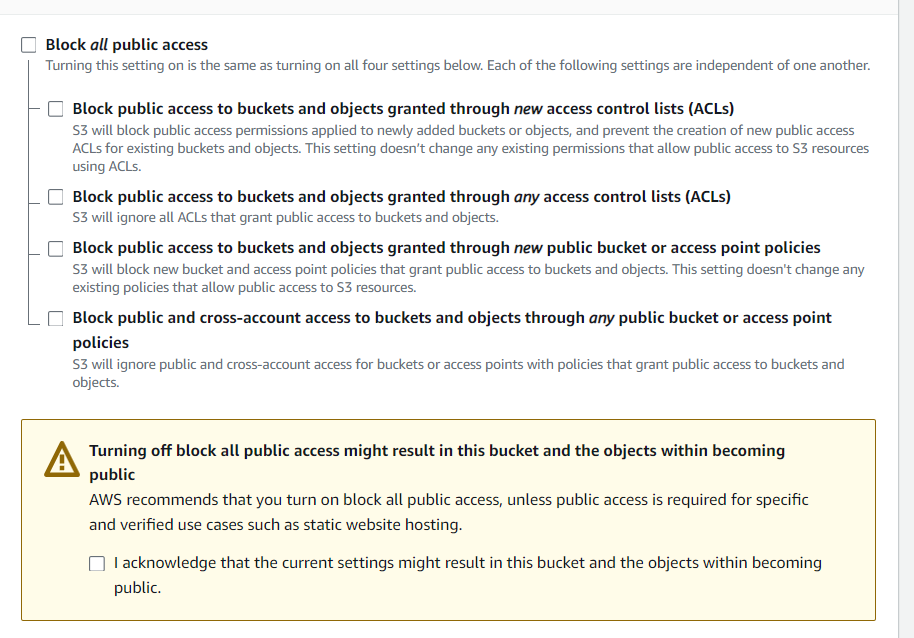 Block all public access
Turning this setting on is the same as turning on all four settings below. Each of the following settings are independent of one another.
Block public access to buckets and objects granted through new access control lists (ACLs)
S3 will block public access permissions applied to newly added buckets or objects, and prevent the creation of new public access
ACLs for existing buckets and objects. This setting doesn't change any existing permissions that allow public access to S3 resources
using ACLs.
Block public access to buckets and objects granted through any access control lists (ACLs)
S3 will ignore all ACLs that grant public access to buckets and objects.
Block public access to buckets and objects granted through new public bucket or access point policies
S3 will block new bucket and access point policies that grant public access to buckets and objects. This setting doesn't change any
existing policies that allow public access to S3 resources.
Block public and cross-account access to buckets and objects through any public bucket or access point
policies
S3 will ignore public and cross-account access for buckets or access points with policies that grant public access to buckets and
objects.
Turning off block all public access might result in this bucket and the objects within becoming
public
AWS recommends that you turn on block all public access, unless public access is required for specific
and verified use cases such as static website hosting.
I acknowledge that the current settings might result in this bucket and the objects within becoming
public.